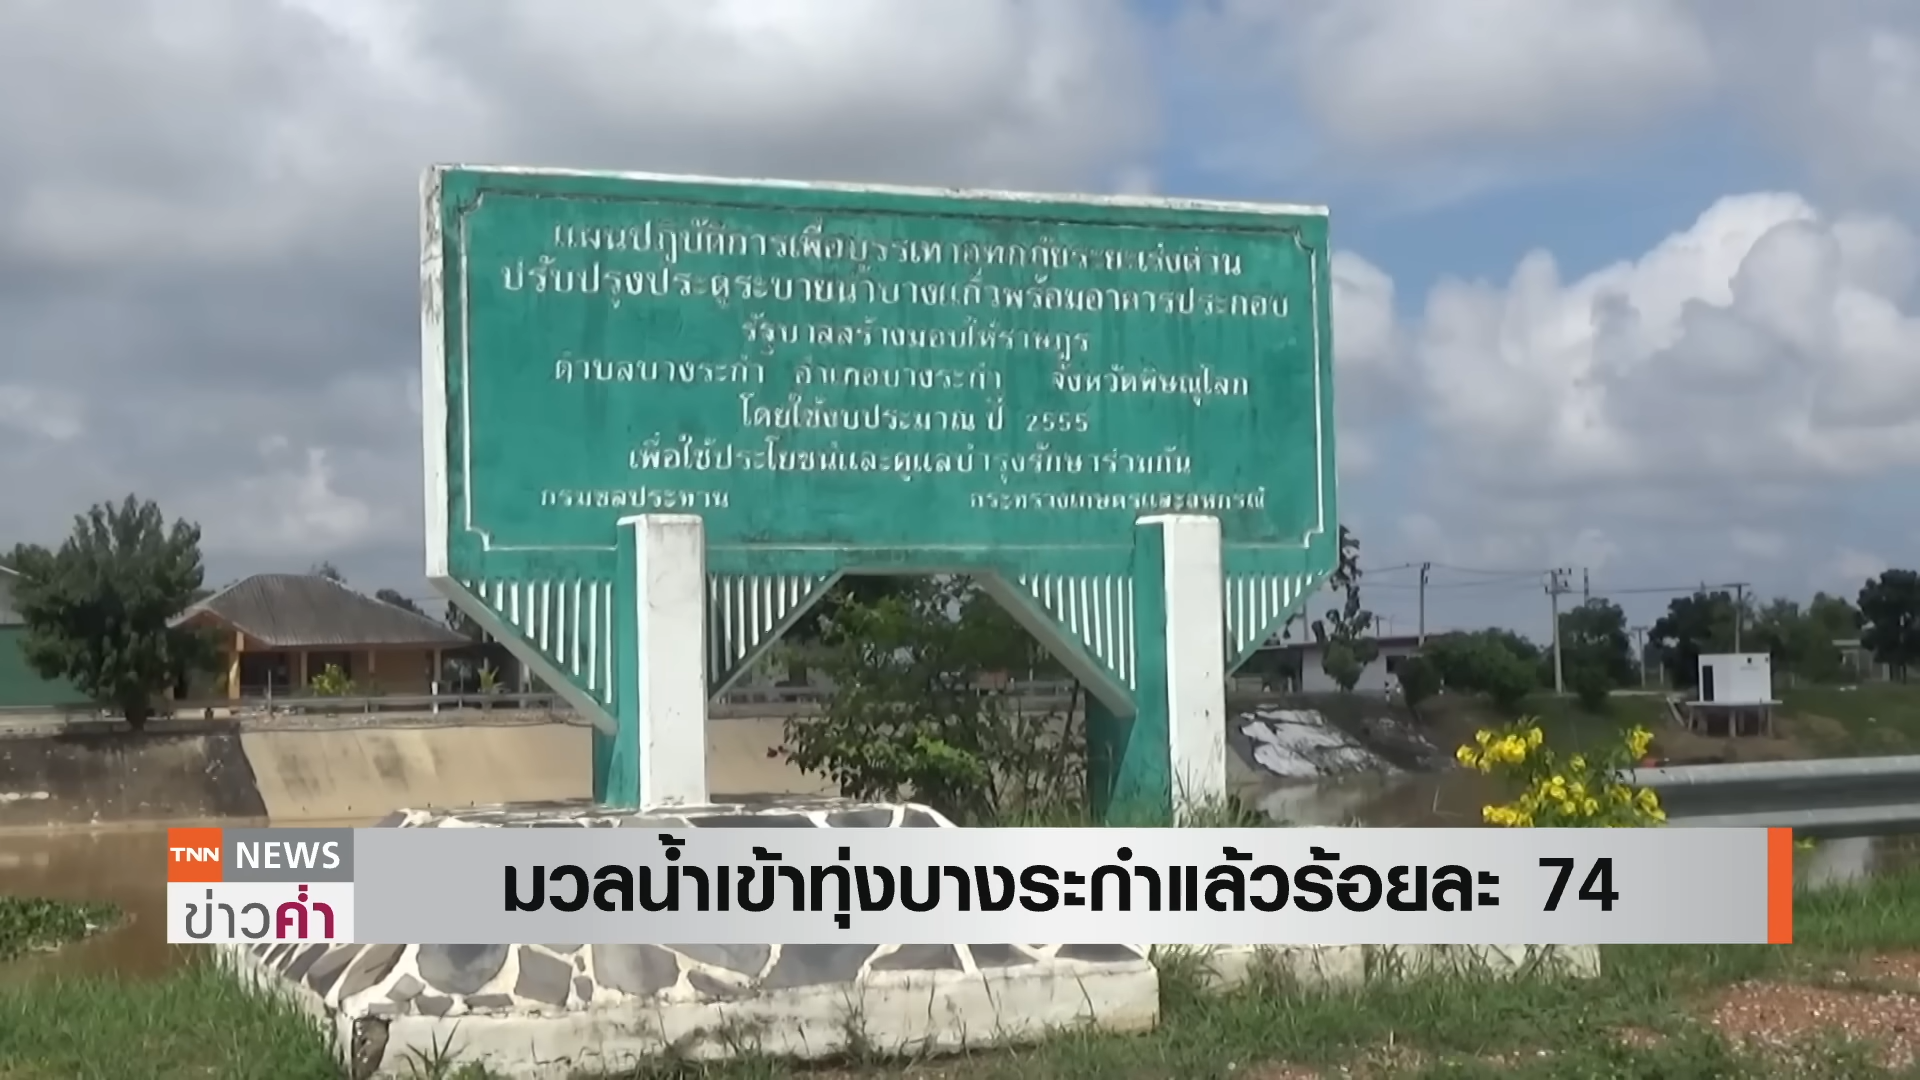 แผนปฏิบัติการเพื่อบรรเทาอุทกภัยระยะเร่งด่วน
ปรับปรุงประตูระบายน้ำบางแก้วพร้อมอาคารประกอบ
รัฐบาลสร้างมอบให้ราษฎร
ตำบลบางระกำ อำเภอบางระกำ จังหวัดพิษณุโลก
โดยใช้งบประมาณ ปี 2555
เพื่อใช้ประโยชน์และดูแลบำรุงรักษาร่วมกัน
กรมชลประทาน กระทรวงเกษตรและสหกรณ์
TNN NEWS
ข่าวค่ำ
มวลน้ำเข้าทุ่งบางระกำแล้วร้อยละ 74